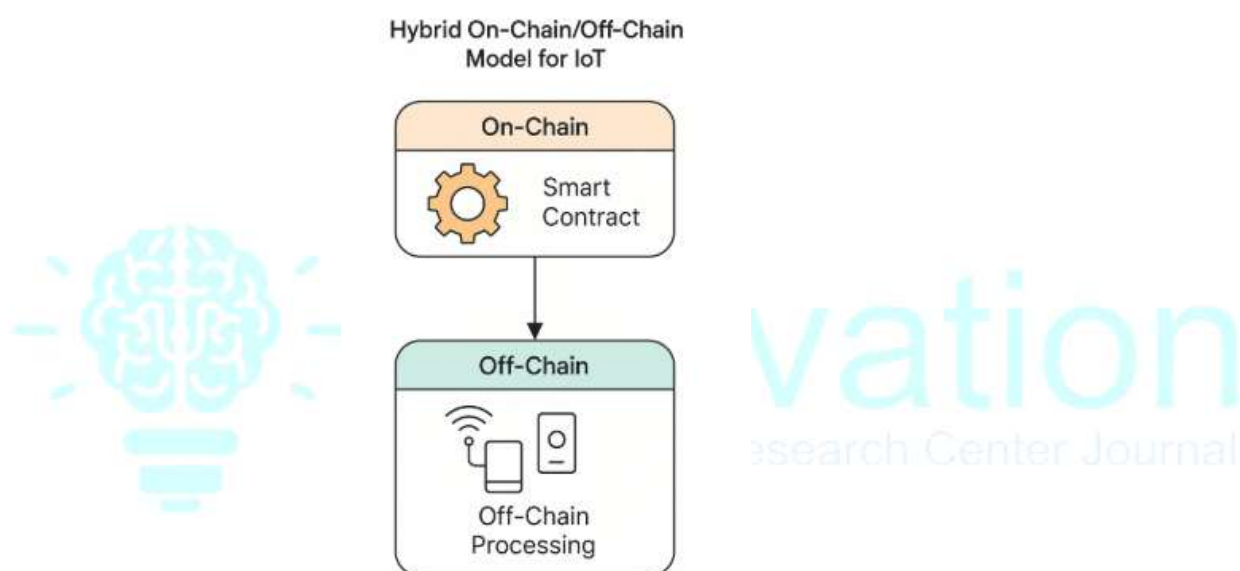 Hybrid On-Chain/Off-Chain
Model for IoT
On-Chain
Smart
Contract
Off-Chain
Off-Chain
Processing
vation
esearch Center Journal